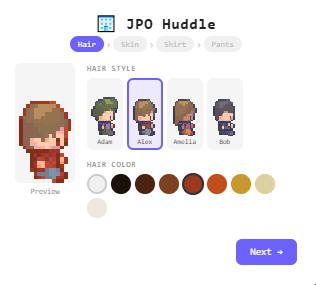 JPO Huddle
Hair › Skin › Shirt › Pants
HAIR STYLE
Adam Alex Amelia Bob
Preview
HAIR COLOR
Next →